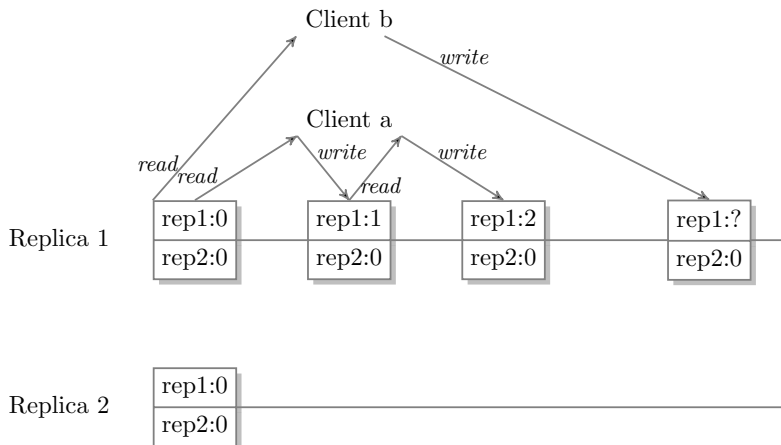 Client b
write
Client a
read
read
write
read
write
Replica 1
rep1:0
rep2:0
rep1:1
rep2:0
rep1:2
rep2:0
rep1:?
rep2:0
Replica 2
rep1:0
rep2:0